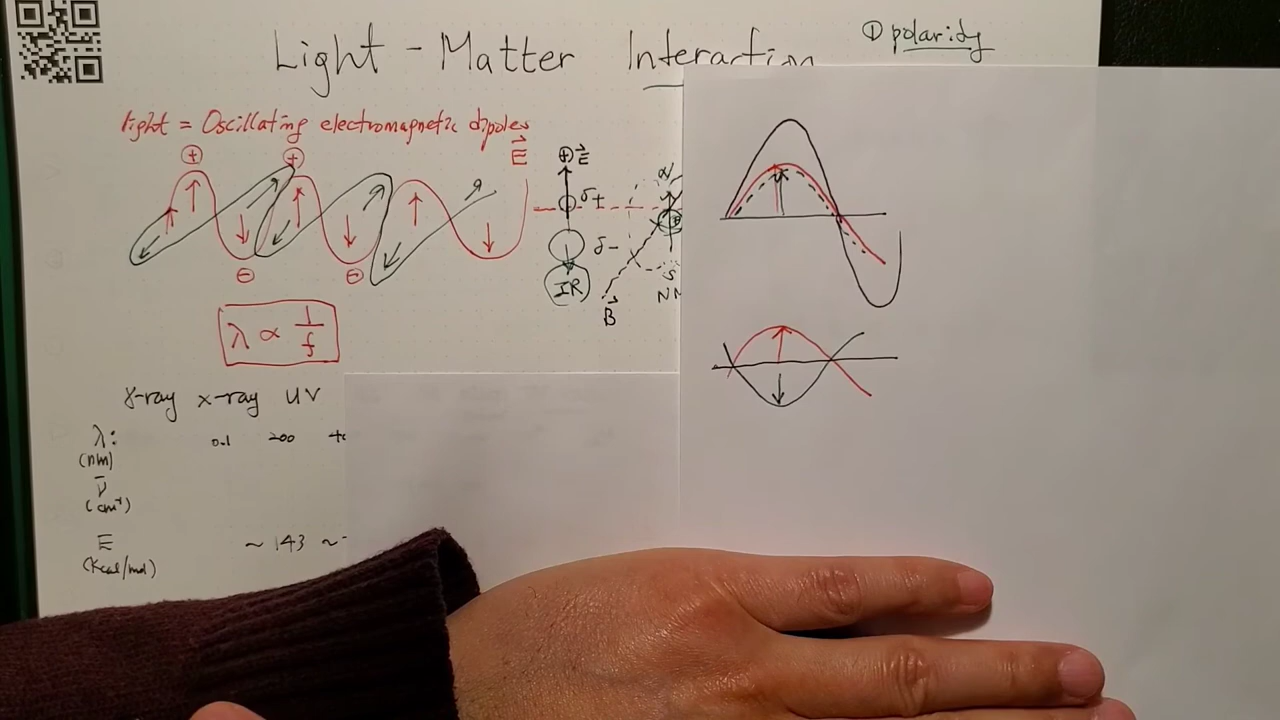 Light - Matter Interaction
① polarity
light = Oscillating electromagnetic dipoles
⊕ ⊕
E⃗
⊕ E⃗
δ+
δ-
IR
B⃗
N
S
⊖ ⊖
λ ∝ 1/f
γ-ray x-ray UV
λ: 0.1 200
(nm)
ν̄
(cm⁻¹)
E ~ 143 ~
(kcal/mol)